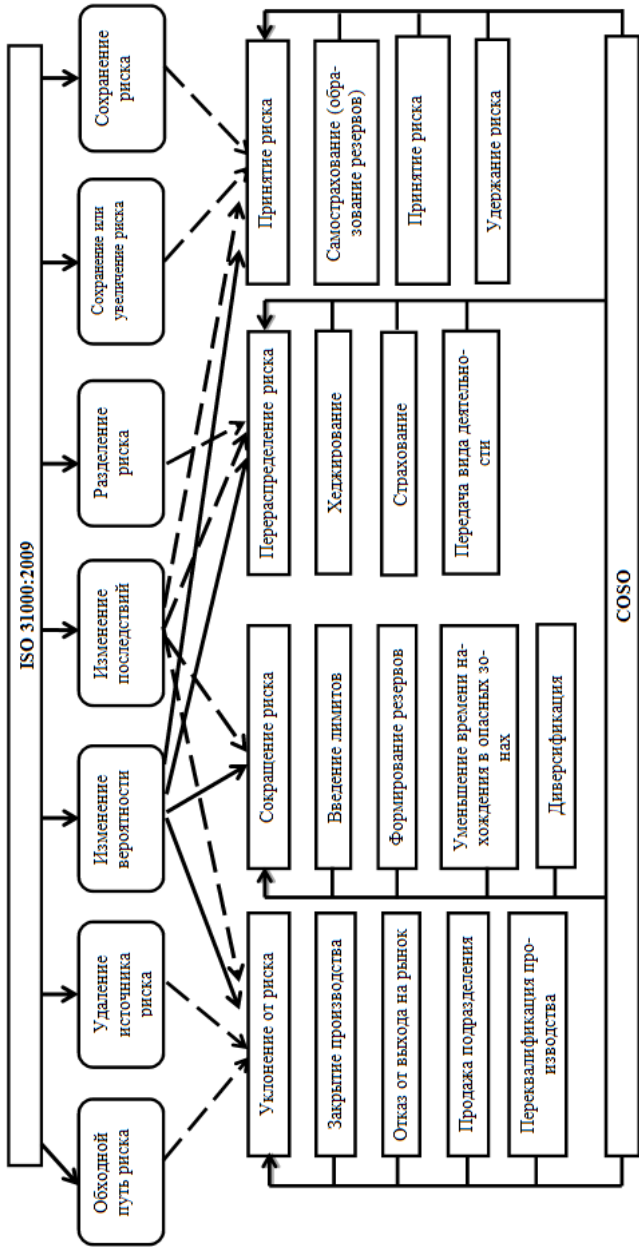 ISO 31000:2009
Обходной
путь риска
Удаление
источника
риска
Изменение
вероятности
Изменение
последствий
Разделение
риска
Сохранение или
увеличение риска
Сохранение
риска
Уклонение от риска
Закрытие производства
Отказ от выхода на рынок
Продажа подразделения
Переквалификация про-
изводства
Сокращение риска
Введение лимитов
Формирование резервов
Уменьшение времени на-
хождения в опасных зо-
нах
Диверсификация
Перераспределение риска
Хеджирование
Страхование
Передача вида деятельно-
сти
Принятие риска
Самострахование (обра-
зование резервов)
Принятие риска
Удержание риска
COSO